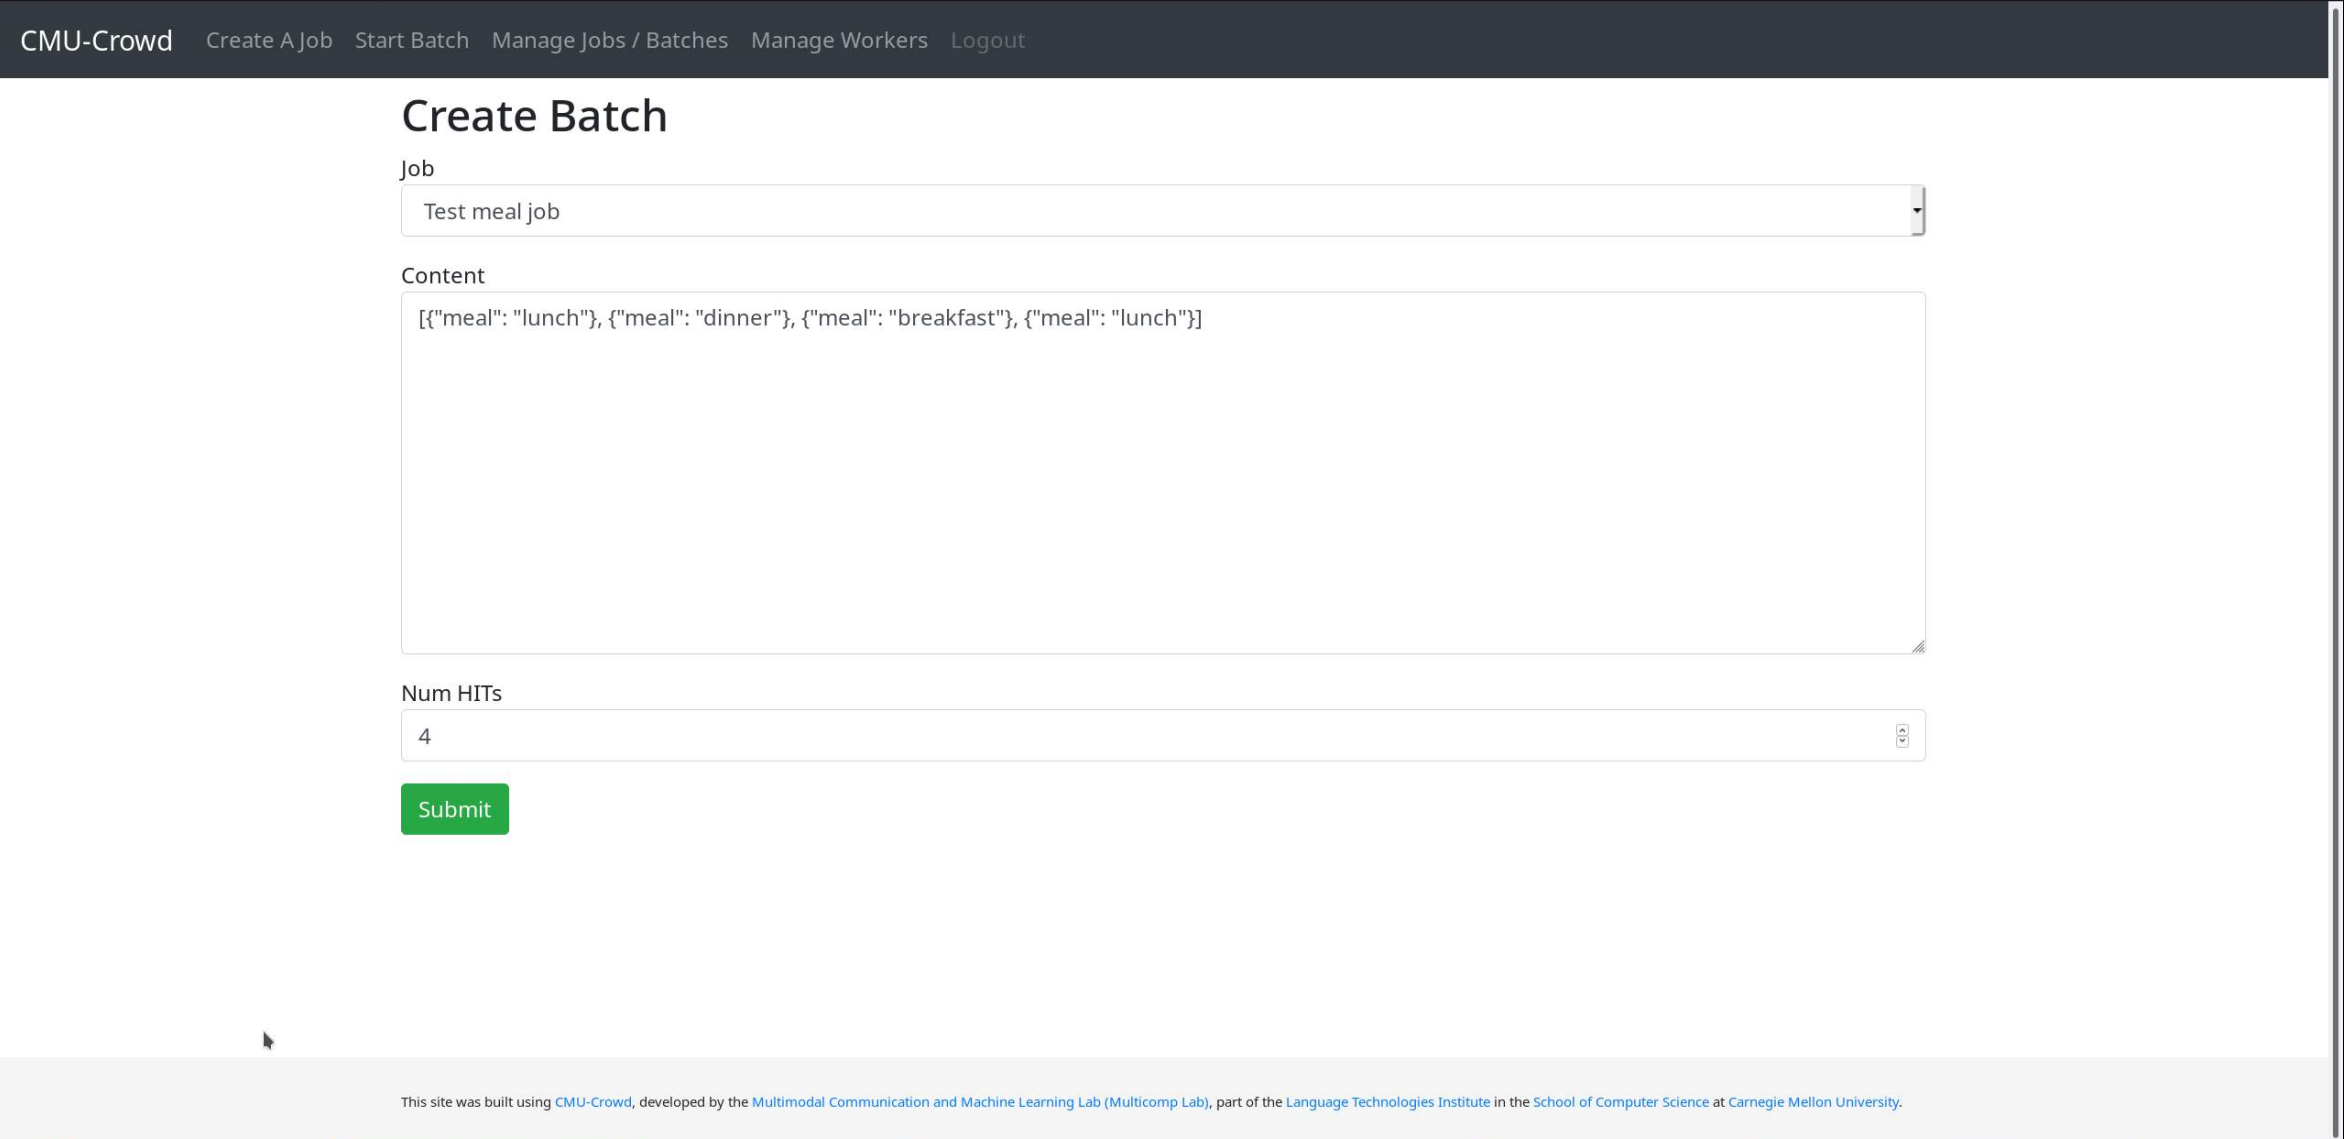 CMU-Crowd Create A Job Start Batch Manage Jobs / Batches Manage Workers Logout
Create Batch
Job
Test meal job
Content
[{"meal": "lunch"}, {"meal": "dinner"}, {"meal": "breakfast"}, {"meal": "lunch"}]
Num HITs
4
Submit
This site was built using CMU-Crowd, developed by the Multimodal Communication and Machine Learning Lab (Multicomp Lab), part of the Language Technologies Institute in the School of Computer Science at Carnegie Mellon University.